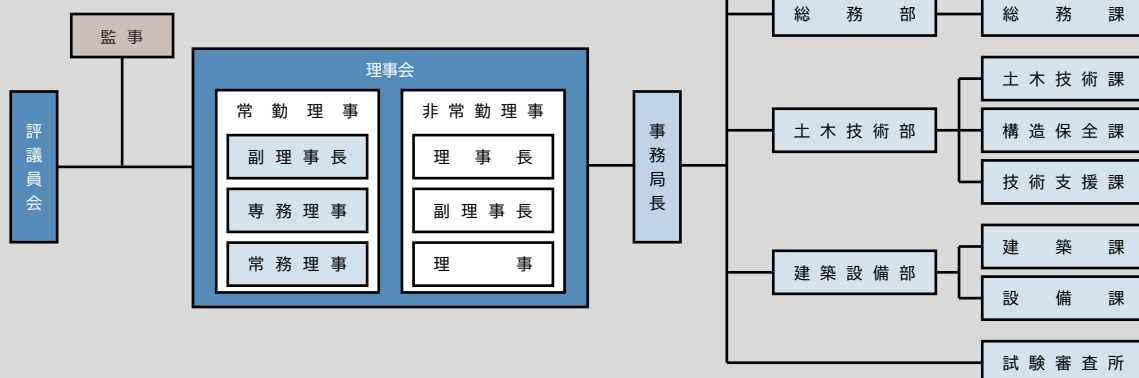 評議員会
監事
理事会
常勤理事
副理事長
専務理事
常務理事
非常勤理事
理事長
副理事長
理事
事務局長
総務部
総務課
土木技術部
土木技術課
構造保全課
技術支援課
建築設備部
建築課
設備課
試験審査所